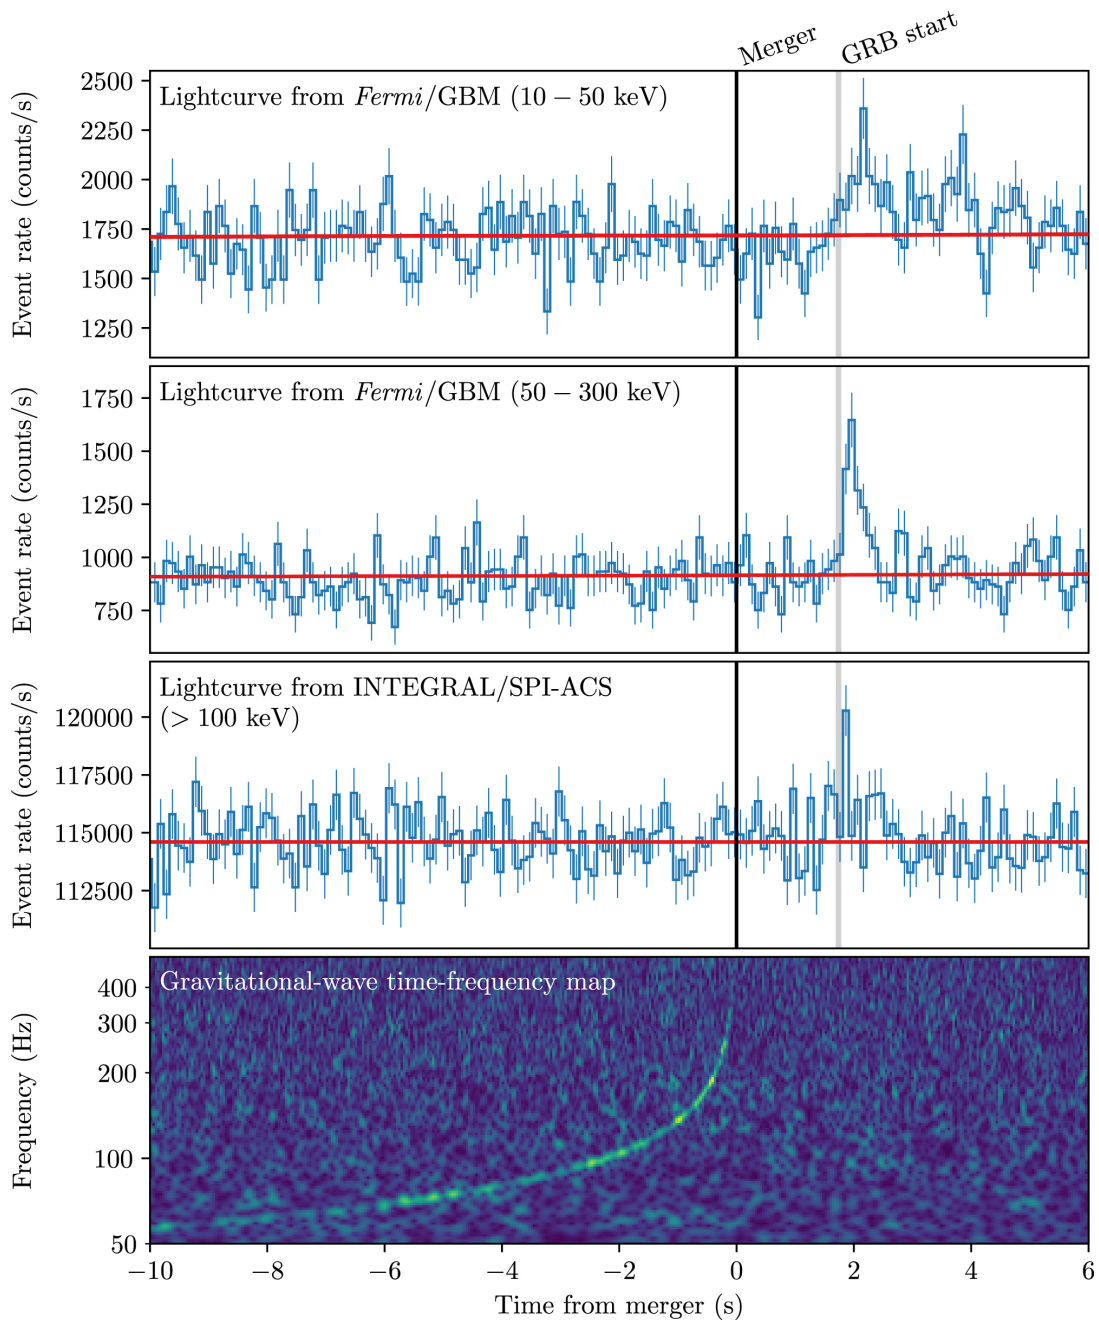 Merger
GRB start
Lightcurve from Fermi/GBM (10 − 50 keV)
Event rate (counts/s)
2500
2250
2000
1750
1500
1250
Lightcurve from Fermi/GBM (50 − 300 keV)
Event rate (counts/s)
1750
1500
1250
1000
750
Lightcurve from INTEGRAL/SPI-ACS
(> 100 keV)
Event rate (counts/s)
120000
117500
115000
112500
Gravitational-wave time-frequency map
Frequency (Hz)
400
300
200
100
50
−10 −8 −6 −4 −2 0 2 4 6
Time from merger (s)